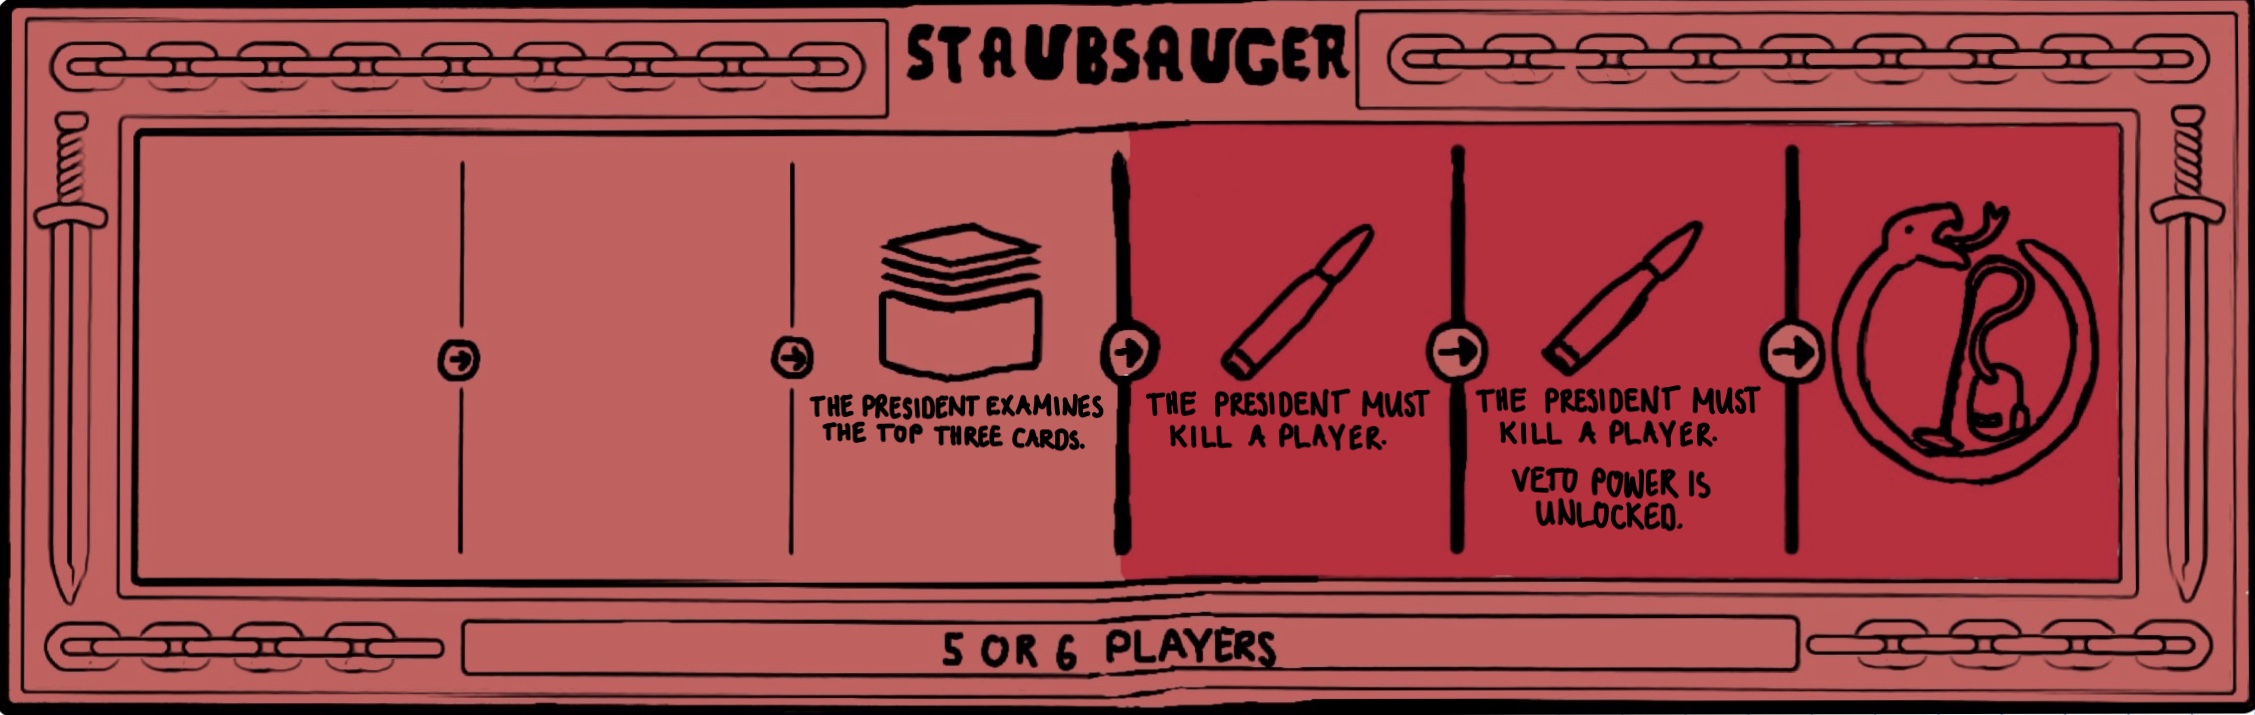 STAUBSAUGER
THE PRESIDENT EXAMINES
THE TOP THREE CARDS.
THE PRESIDENT MUST
KILL A PLAYER.
THE PRESIDENT MUST
KILL A PLAYER.
VETO POWER IS
UNLOCKED.
5 OR 6 PLAYERS